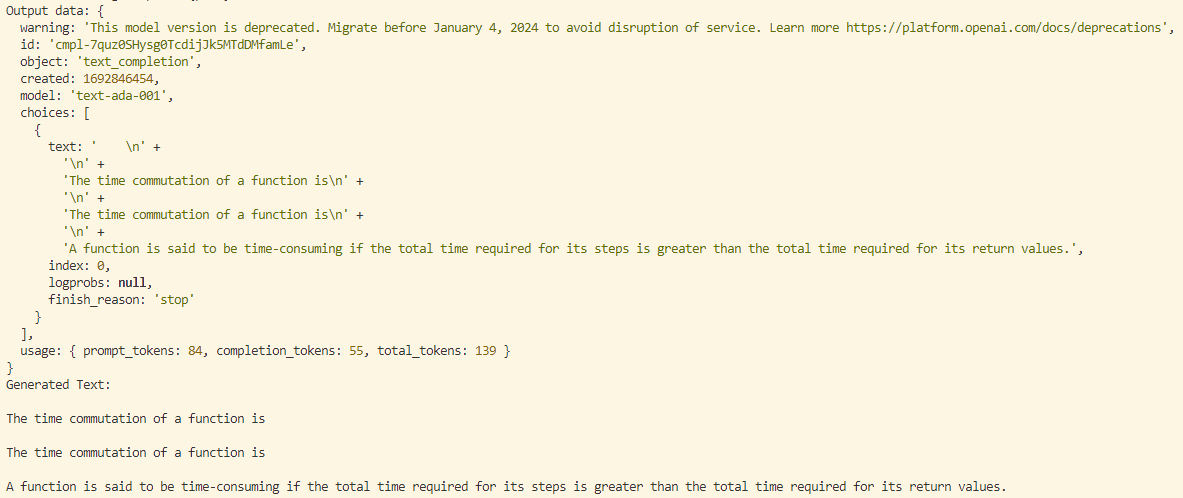 Output data: {
  warning: 'This model version is deprecated. Migrate before January 4, 2024 to avoid disruption of service. Learn more https://platform.openai.com/docs/deprecations',
  id: 'cmpl-7quz0SHysg0TcdijJk5MTdDMfamLe',
  object: 'text_completion',
  created: 1692846454,
  model: 'text-ada-001',
  choices: [
    {
      text: '    \n' +
        '\n' +
        'The time commutation of a function is\n' +
        '\n' +
        'The time commutation of a function is\n' +
        '\n' +
        'A function is said to be time-consuming if the total time required for its steps is greater than the total time required for its return values.',
      index: 0,
      logprobs: null,
      finish_reason: 'stop'
    }
  ],
  usage: { prompt_tokens: 84, completion_tokens: 55, total_tokens: 139 }
}
Generated Text:
The time commutation of a function is
The time commutation of a function is
A function is said to be time-consuming if the total time required for its steps is greater than the total time required for its return values.